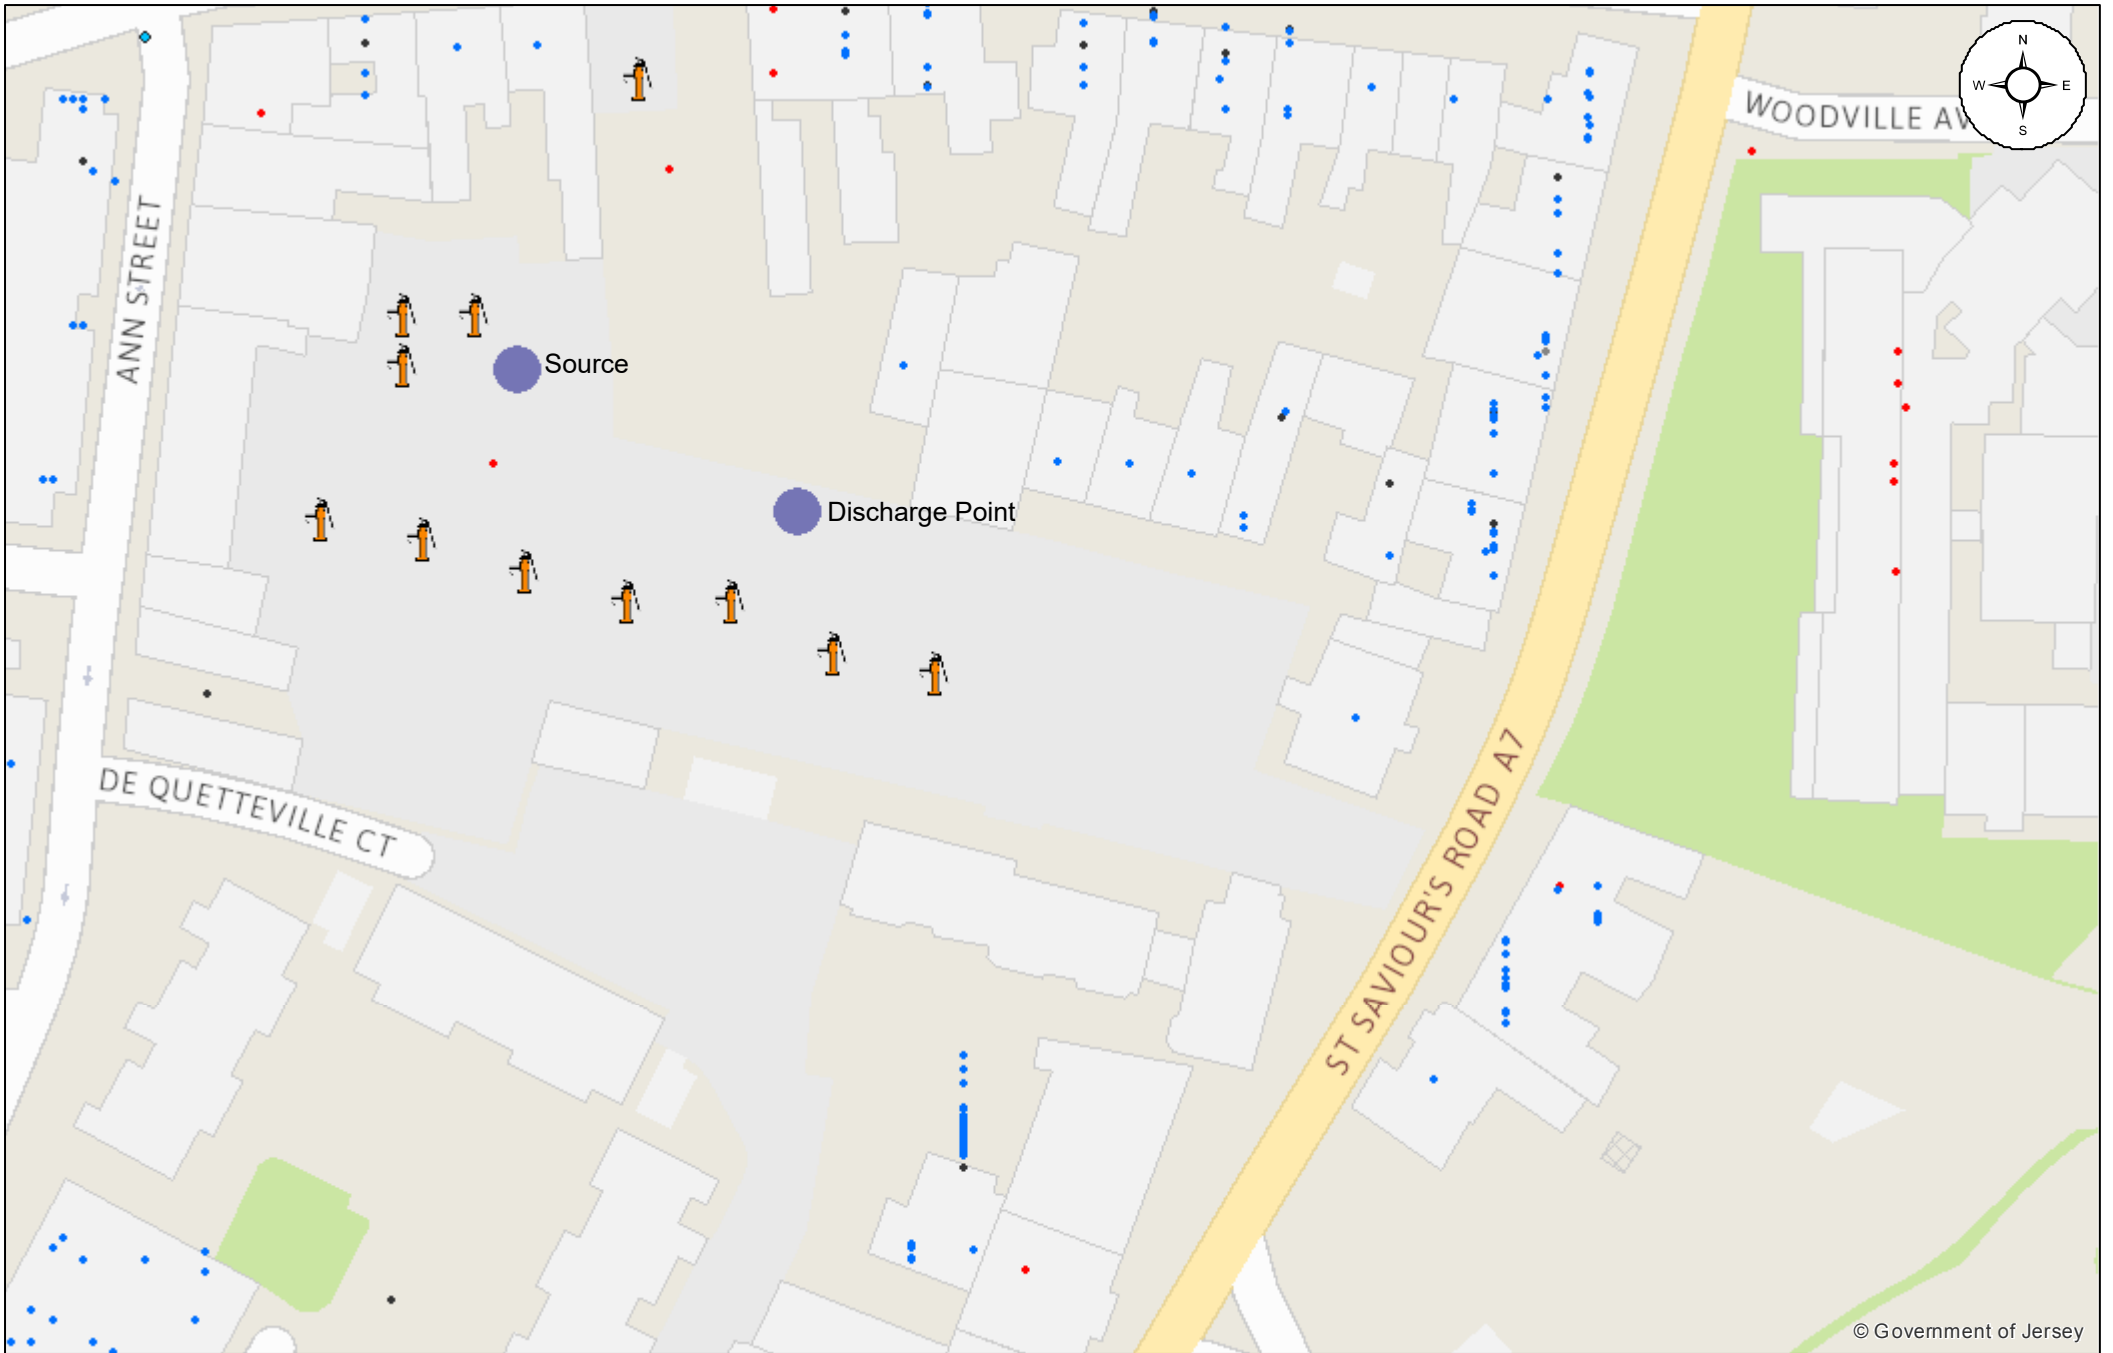 N
W E
S
WOODVILLE AV
ANN STREET
Source
Discharge Point
DE QUETTEVILLE CT
ST SAVIOUR'S ROAD A7
© Government of Jersey